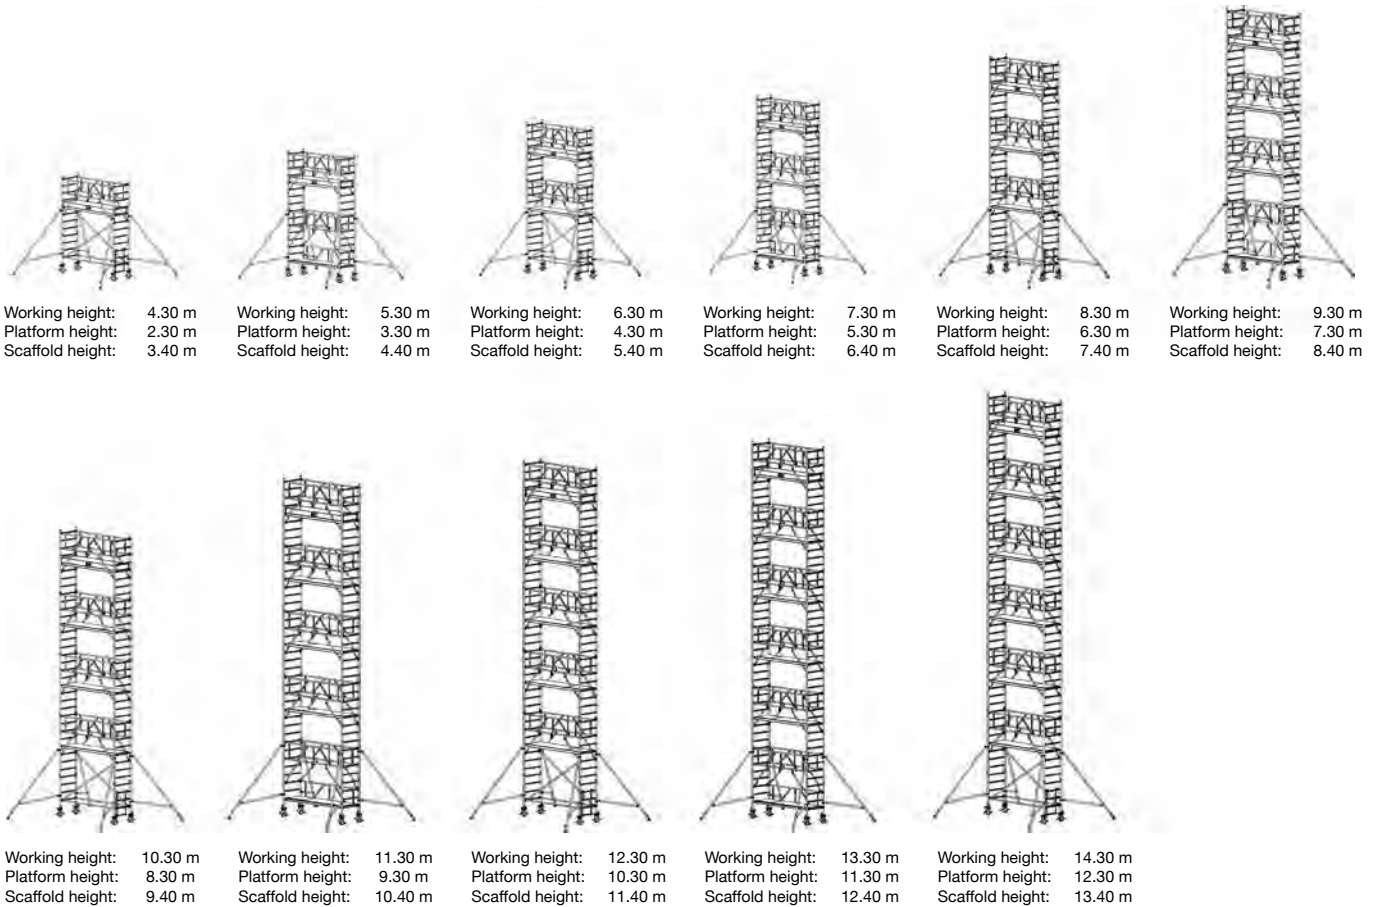 Working height: 4.30 m
Platform height: 2.30 m
Scaffold height: 3.40 m
Working height: 5.30 m
Platform height: 3.30 m
Scaffold height: 4.40 m
Working height: 6.30 m
Platform height: 4.30 m
Scaffold height: 5.40 m
Working height: 7.30 m
Platform height: 5.30 m
Scaffold height: 6.40 m
Working height: 8.30 m
Platform height: 6.30 m
Scaffold height: 7.40 m
Working height: 9.30 m
Platform height: 7.30 m
Scaffold height: 8.40 m
Working height: 10.30 m
Platform height: 8.30 m
Scaffold height: 9.40 m
Working height: 11.30 m
Platform height: 9.30 m
Scaffold height: 10.40 m
Working height: 12.30 m
Platform height: 10.30 m
Scaffold height: 11.40 m
Working height: 13.30 m
Platform height: 11.30 m
Scaffold height: 12.40 m
Working height: 14.30 m
Platform height: 12.30 m
Scaffold height: 13.40 m